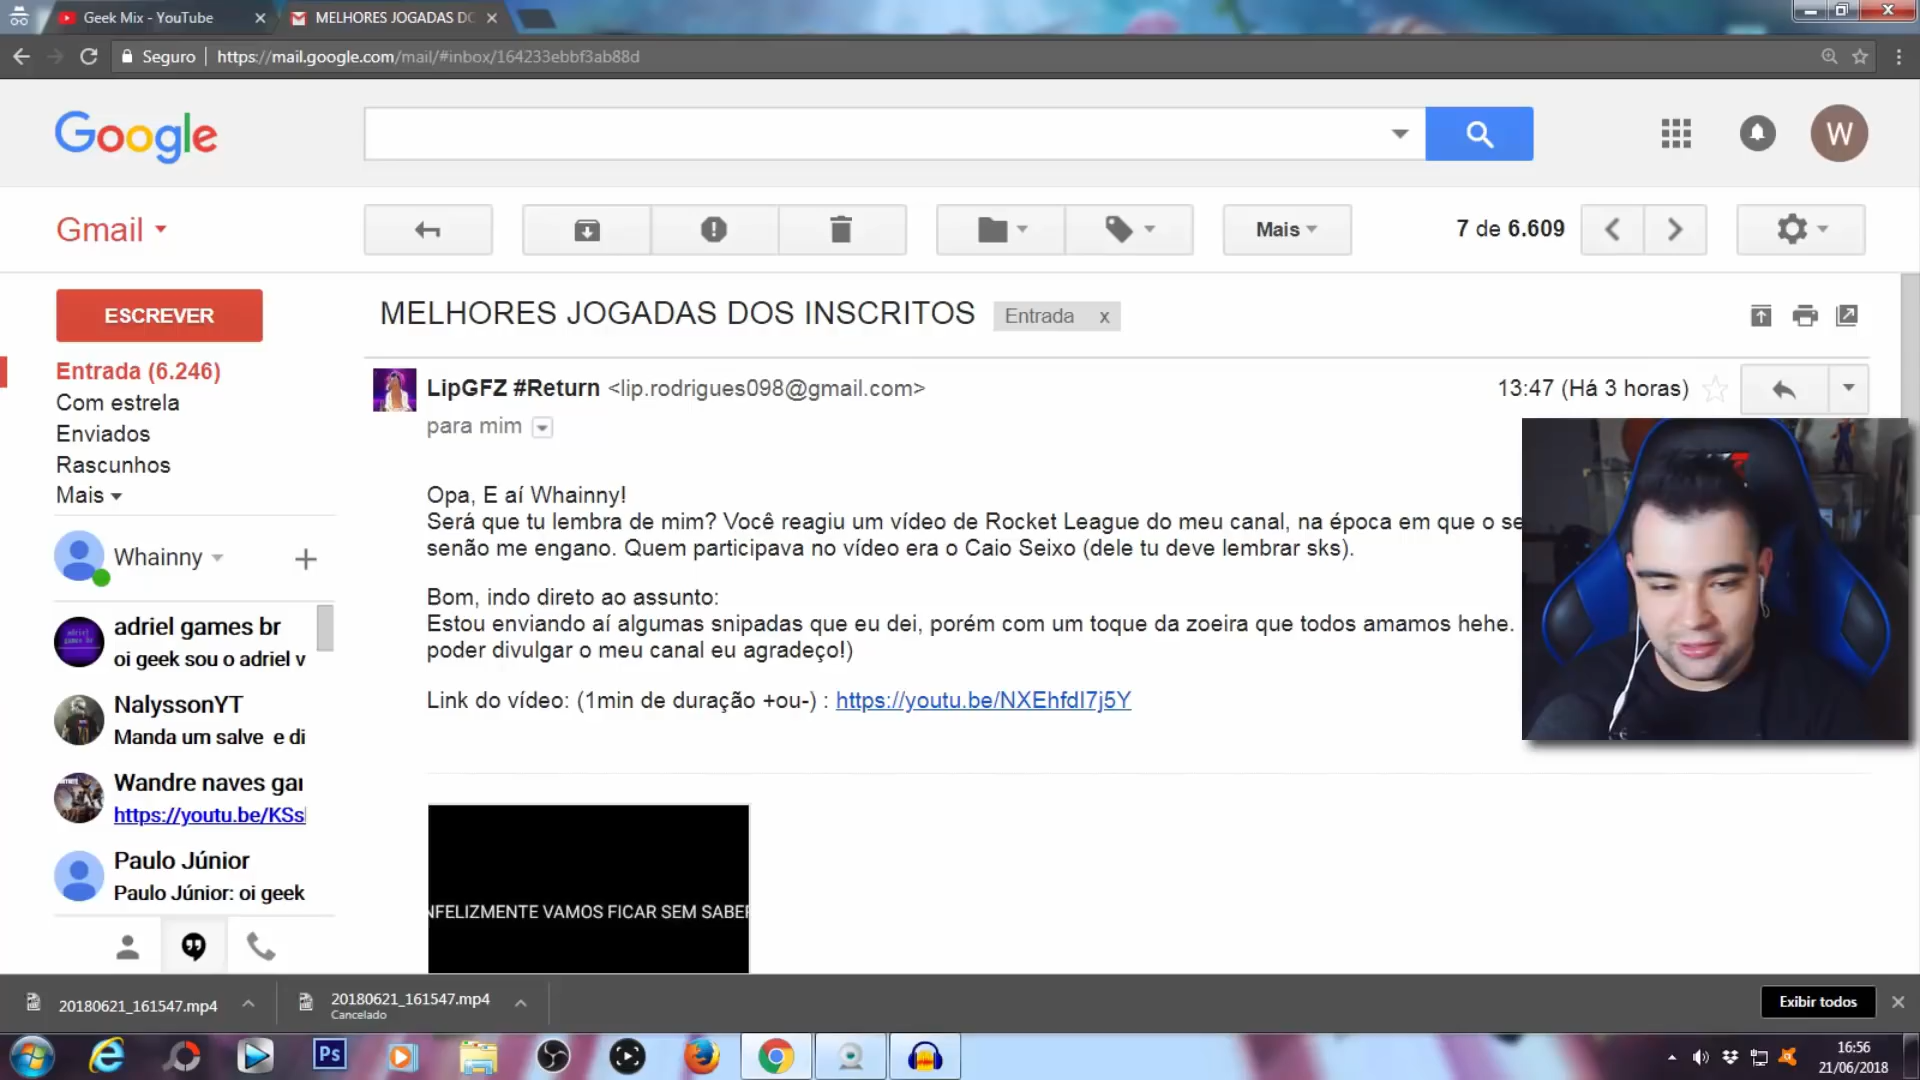 Geek Mix - YouTube
MELHORES JOGADAS DO
Seguro
https://mail.google.com/mail/#inbox/164233ebbf3ab88d
Google
W
Gmail
Mais
7 de 6.609
ESCREVER
MELHORES JOGADAS DOS INSCRITOS
Entrada x
Entrada (6.246)
Com estrela
Enviados
Rascunhos
Mais
LipGFZ #Return <lip.rodrigues098@gmail.com>
13:47 (Há 3 horas)
para mim
Opa, E aí Whainny!
Será que tu lembra de mim? Você reagiu um vídeo de Rocket League do meu canal, na época em que o se
senão me engano. Quem participava no vídeo era o Caio Seixo (dele tu deve lembrar sks).
Bom, indo direto ao assunto:
Estou enviando aí algumas snipadas que eu dei, porém com um toque da zoeira que todos amamos hehe.
poder divulgar o meu canal eu agradeço!)
Link do vídeo: (1min de duração +ou-) : https://youtu.be/NXEhfdI7j5Y
Whainny
adriel games br
oi geek sou o adriel v
NalyssonYT
Manda um salve e di
Wandre naves gar
https://youtu.be/KSs
Paulo Júnior
Paulo Júnior: oi geek
NFELIZMENTE VAMOS FICAR SEM SABER
20180621_161547.mp4
20180621_161547.mp4
Cancelado
Exibir todos
Ps
16:56
21/06/2018